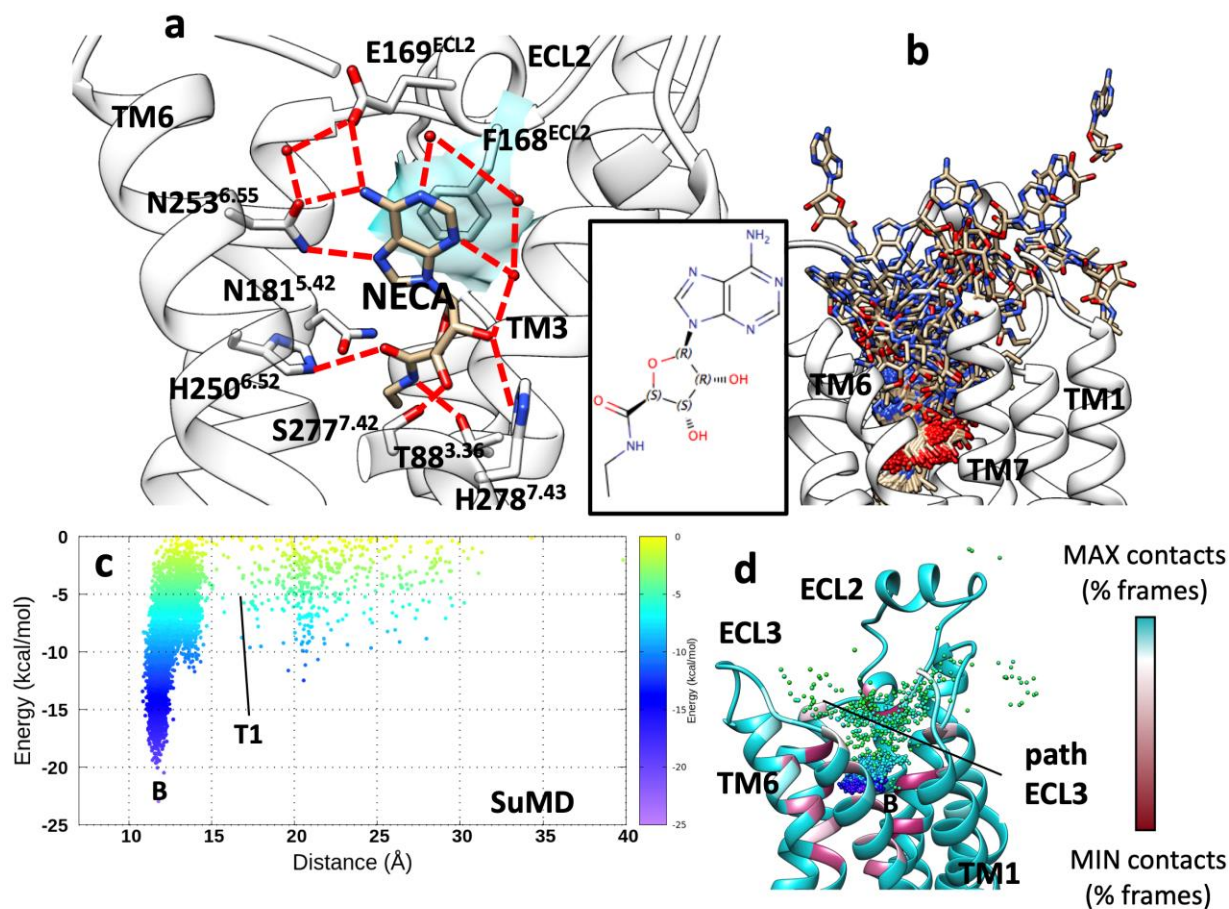 a
E169ECL2
ECL2
TM6
F168ECL2
N2536.55
NECA
N1815.42
TM3
H2506.52
S2777.42
T883.36
H2787.43
NH2
N
N
N
N
(R)
O
(R)
OH
(S)
(S)
O
NH
OH
b
TM6
TM1
TM7
c
0
-5
-10
-15
-20
-25
Energy (kcal/mol)
T1
B
SuMD
10
15
20
25
30
35
40
Distance (Å)
0
-5
-10
-15
-20
-25
Energy (kcal/mol)
d
ECL2
ECL3
TM6
B
path
ECL3
TM1
MAX contacts
(% frames)
MIN contacts
(% frames)